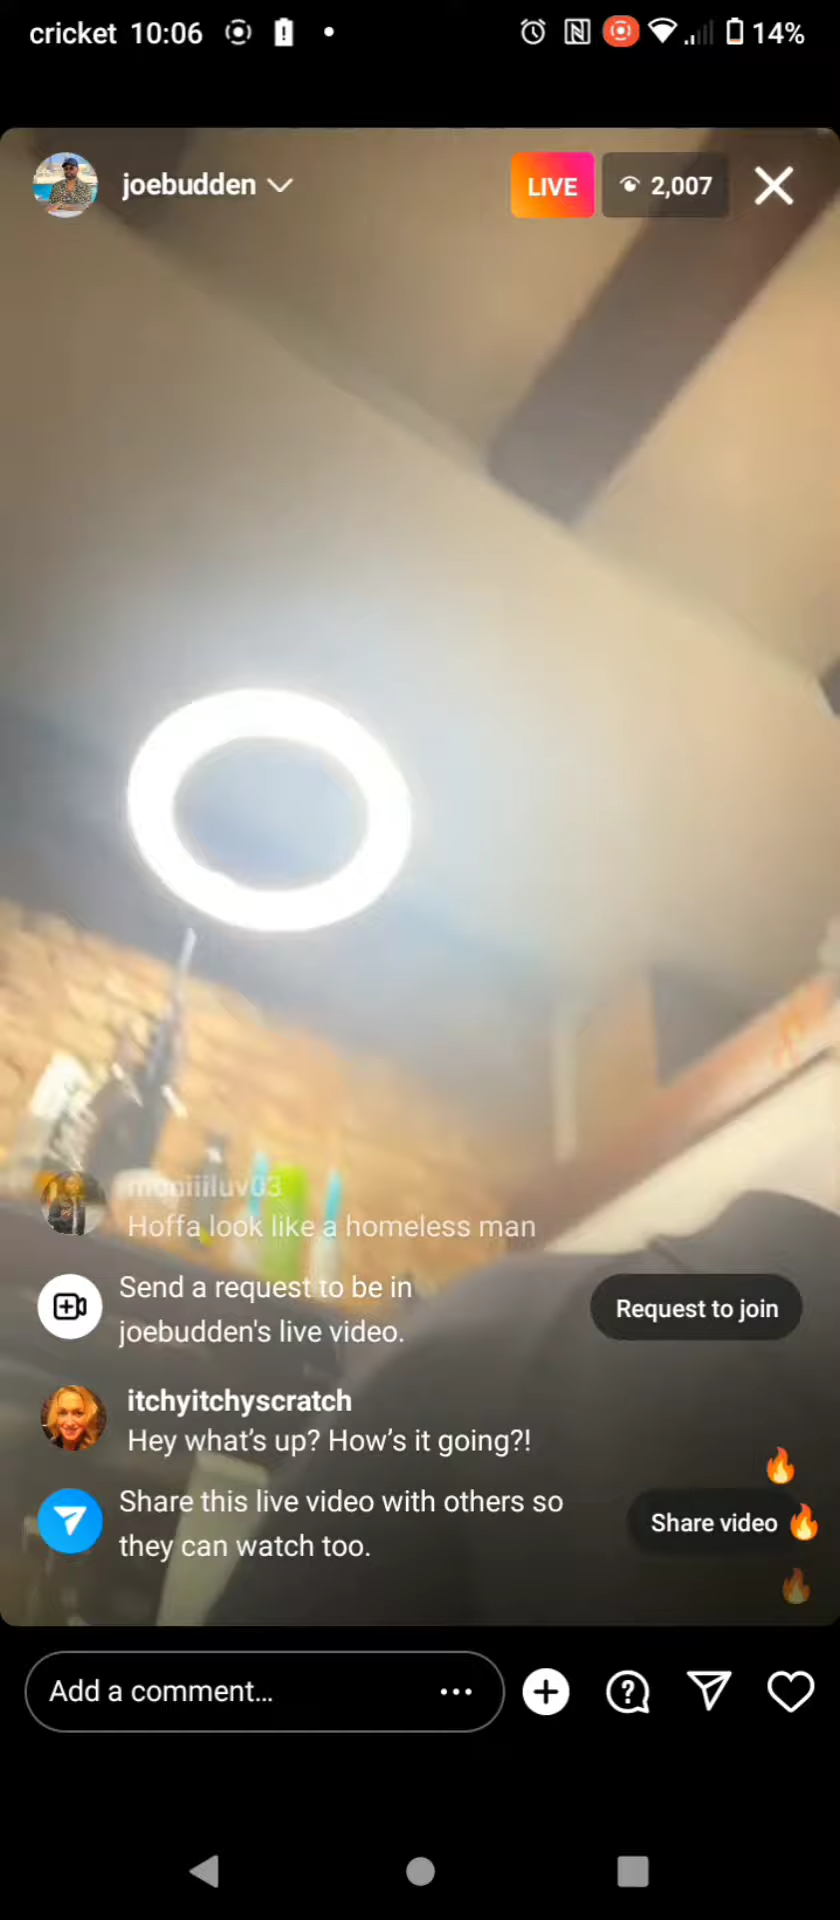 cricket 10:06
14%
joebudden
LIVE
2,007
moniiiluv03
Hoffa look like a homeless man
Send a request to be in
joebudden's live video.
Request to join
itchyitchyscratch
Hey what’s up? How’s it going?!
Share this live video with others so
they can watch too.
Share video
Add a comment...